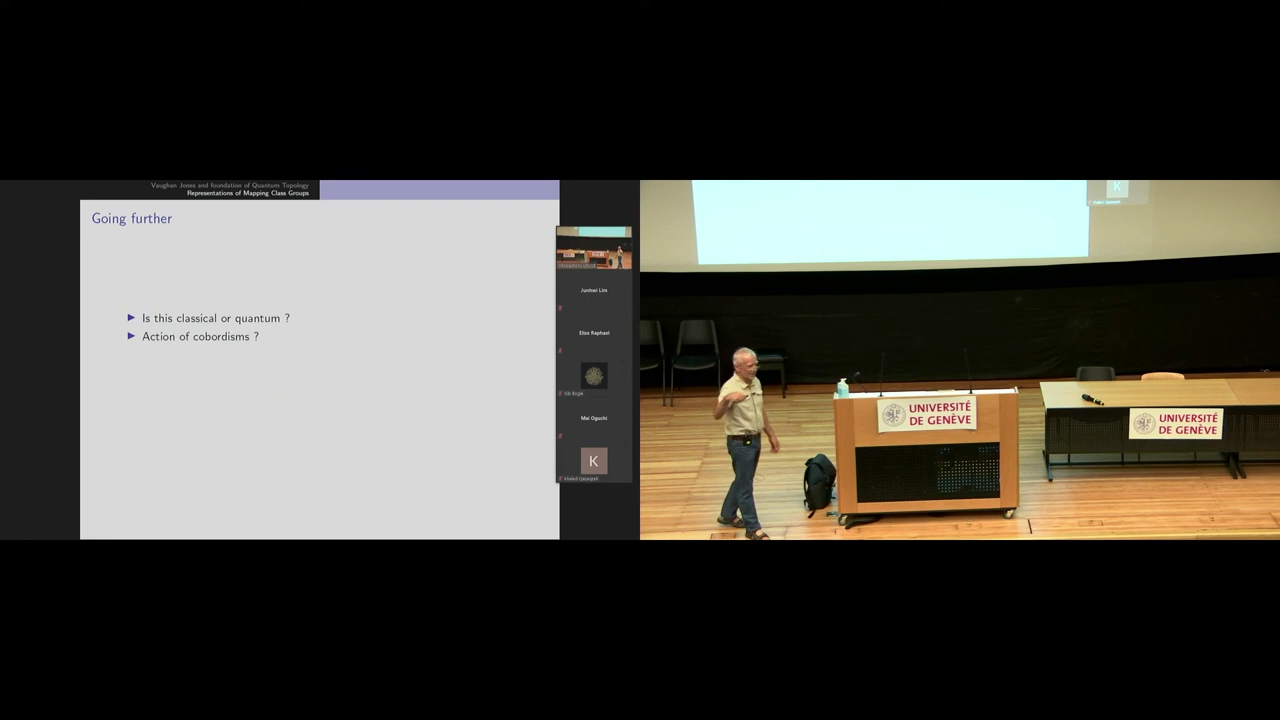 Vaughan Jones and foundation of Quantum Topology
Representations of Mapping Class Groups
Going further
Is this classical or quantum ?
Action of cobordisms ?
Junhwi Lim
Elise Raphael
Mai Oguchi
K
K
UNIVERSITÉ
DE GENÈVE
UNIVERSITÉ
DE GENÈVE